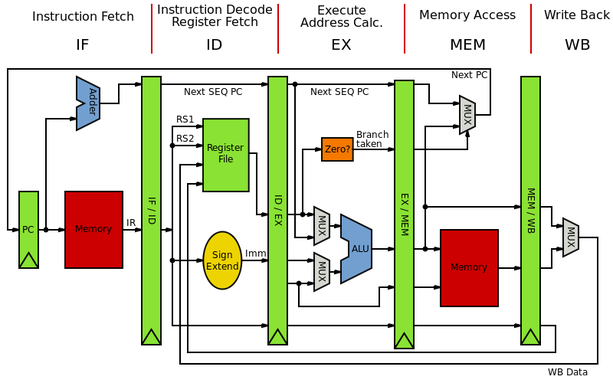 Instruction Fetch
IF
Instruction Decode
Register Fetch
ID
Execute
Address Calc.
EX
Memory Access
MEM
Write Back
WB
Next PC
Adder
Next SEQ PC
Next SEQ PC
RS1
RS2
Register
File
Branch
taken
Zero?
MUX
PC
Memory
IR
IF / ID
ID / EX
EX / MEM
MEM / WB
MUX
ALU
MUX
Sign
Extend
Imm
MUX
Memory
WB Data